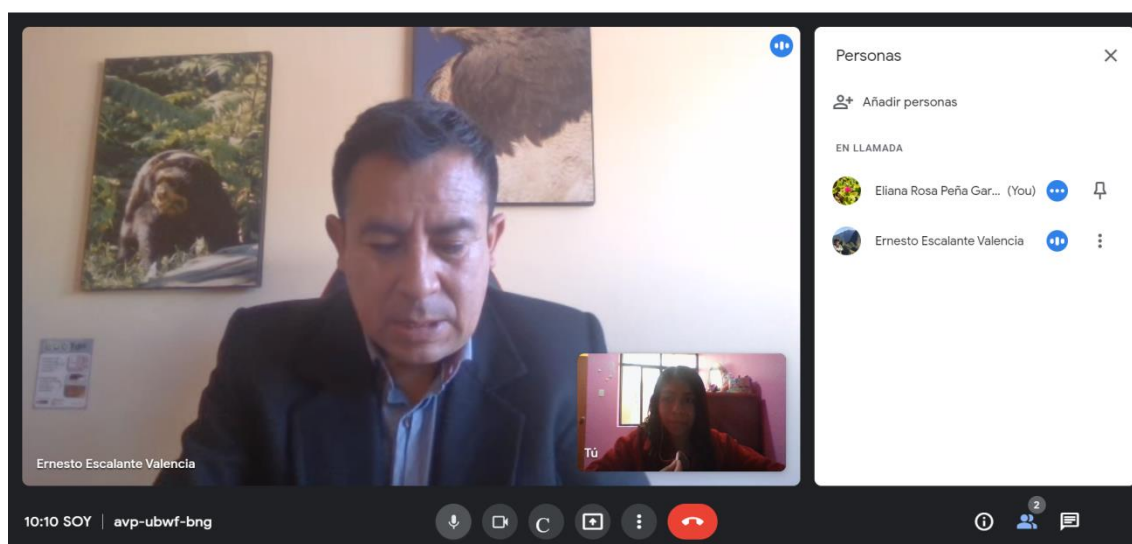 Personas
Añadir personas
EN LLAMADA
Eliana Rosa Peña Gar... (You)
Ernesto Escalante Valencia
Tú
Ernesto Escalante Valencia
10:10 SOY | avp-ubwf-bng
C
2